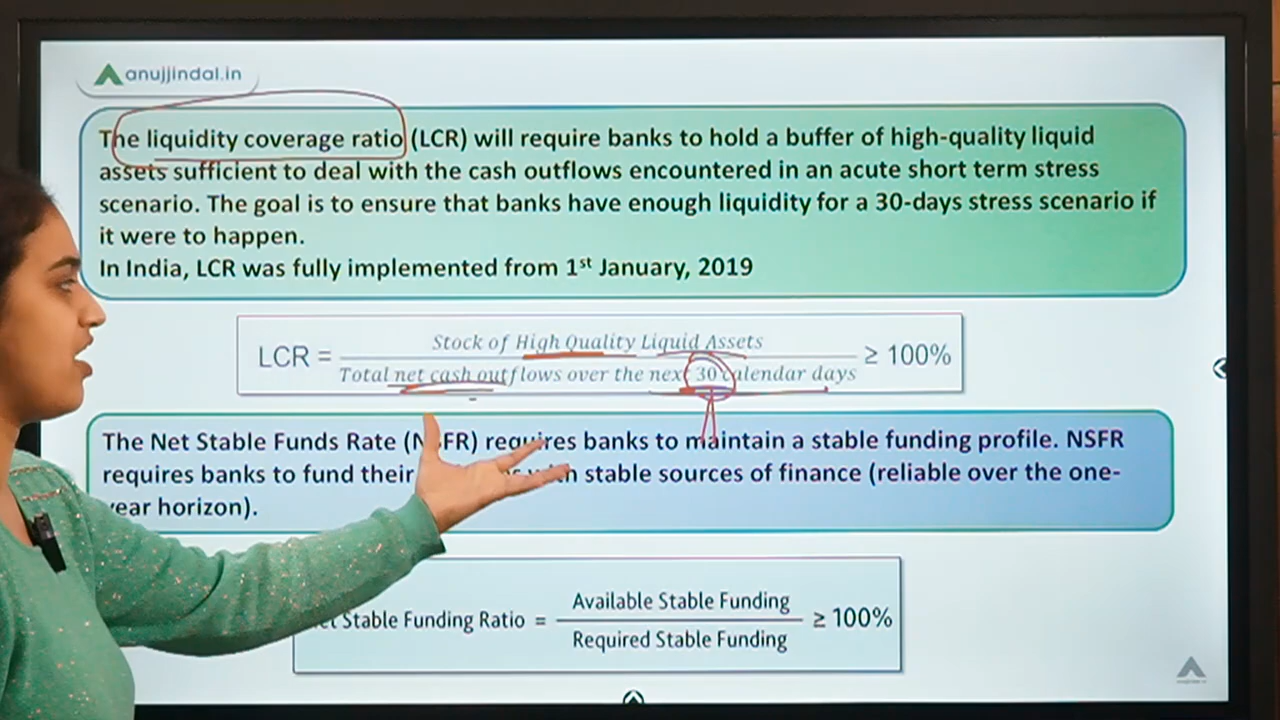 anujjindal.in
The liquidity coverage ratio (LCR) will require banks to hold a buffer of high-quality liquid
assets sufficient to deal with the cash outflows encountered in an acute short term stress
scenario. The goal is to ensure that banks have enough liquidity for a 30-days stress scenario if
it were to happen.
In India, LCR was fully implemented from 1st January, 2019
LCR = Stock of High Quality Liquid Assets
Total net cash outflows over the next 30 calendar days
≥ 100%
The Net Stable Funds Rate (NSFR) requires banks to maintain a stable funding profile. NSFR
requires banks to fund their stable sources of finance (reliable over the one-
year horizon).
Stable Funding Ratio = Available Stable Funding
Required Stable Funding
≥ 100%